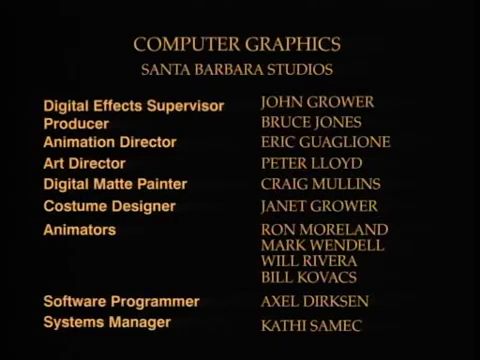 COMPUTER GRAPHICS
SANTA BARBARA STUDIOS
Digital Effects Supervisor JOHN GROWER
Producer BRUCE JONES
Animation Director ERIC GUAGLIONE
Art Director PETER LLOYD
Digital Matte Painter CRAIG MULLINS
Costume Designer JANET GROWER
Animators RON MORELAND
MARK WENDELL
WILL RIVERA
BILL KOVACS
Software Programmer AXEL DIRKSEN
Systems Manager KATHI SAMEC